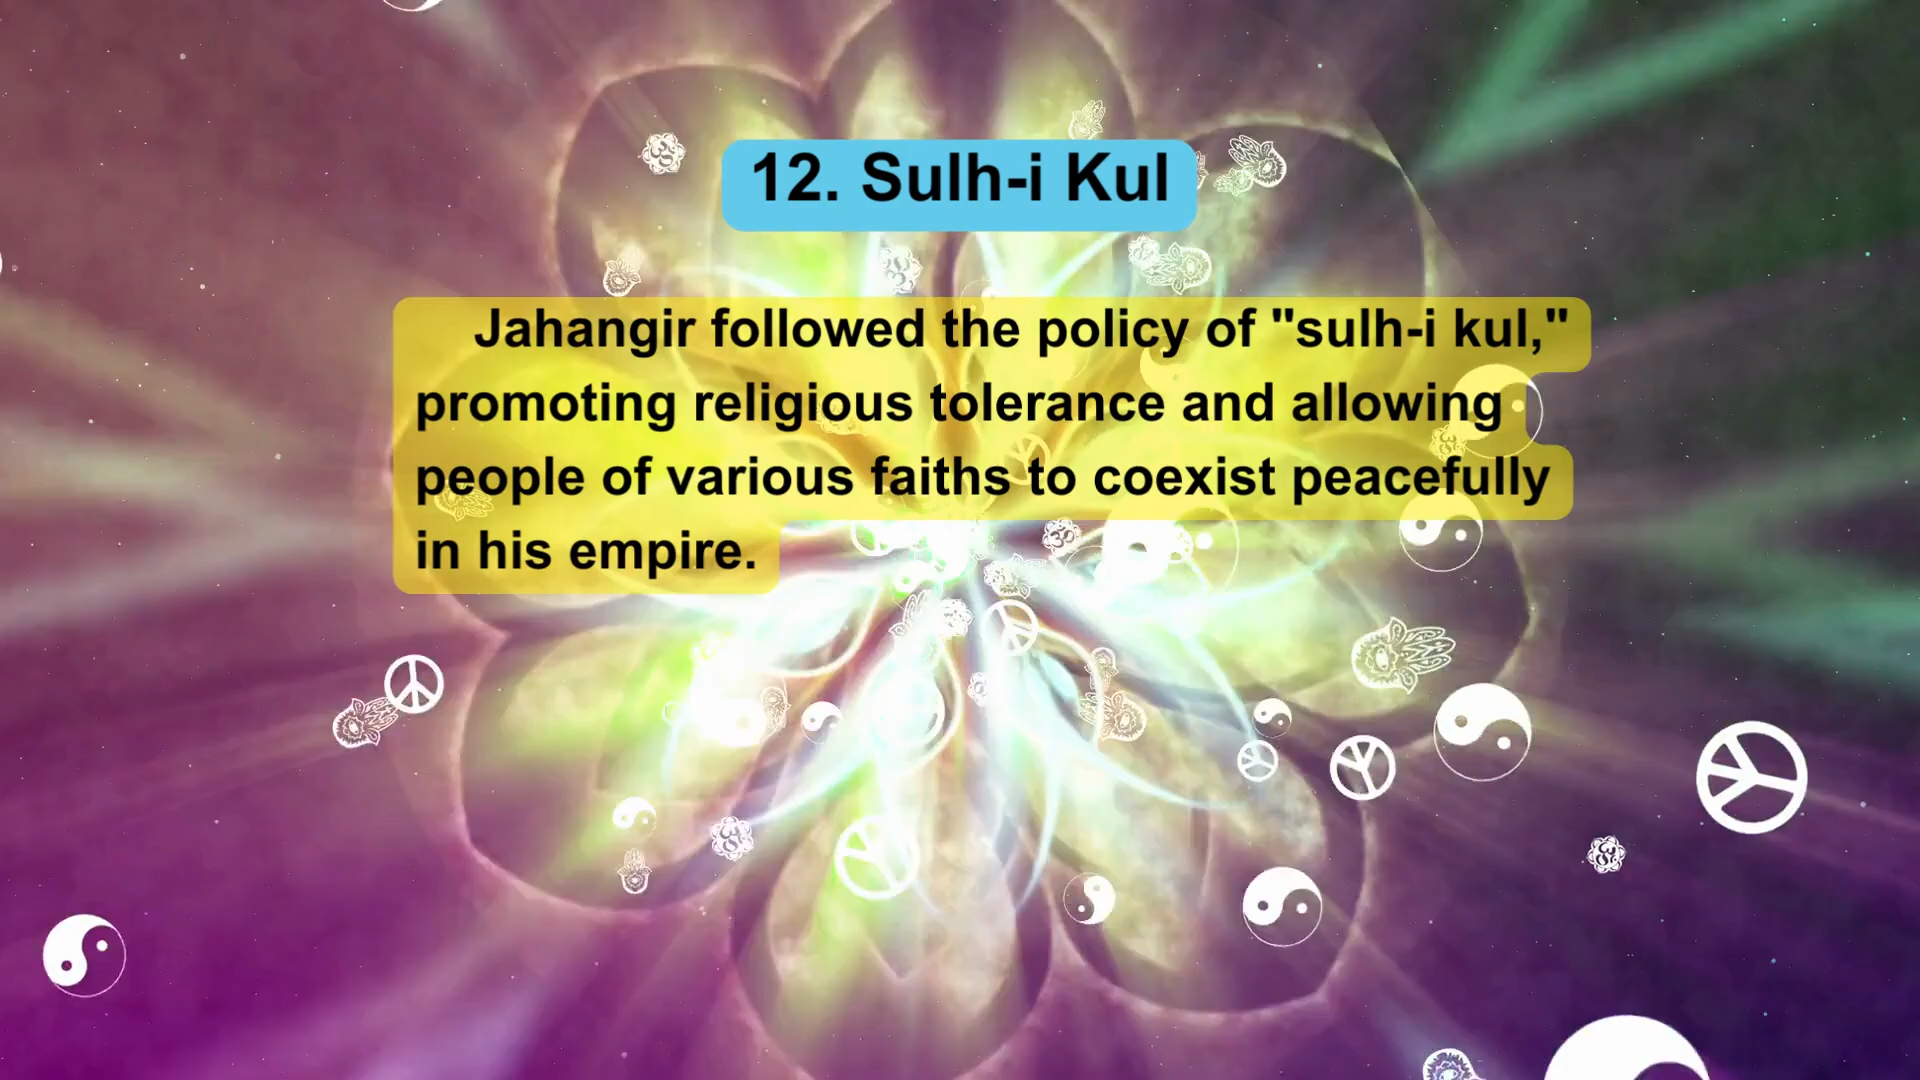 12. Sulh-i Kul
Jahangir followed the policy of "sulh-i kul,"
promoting religious tolerance and allowing
people of various faiths to coexist peacefully
in his empire.